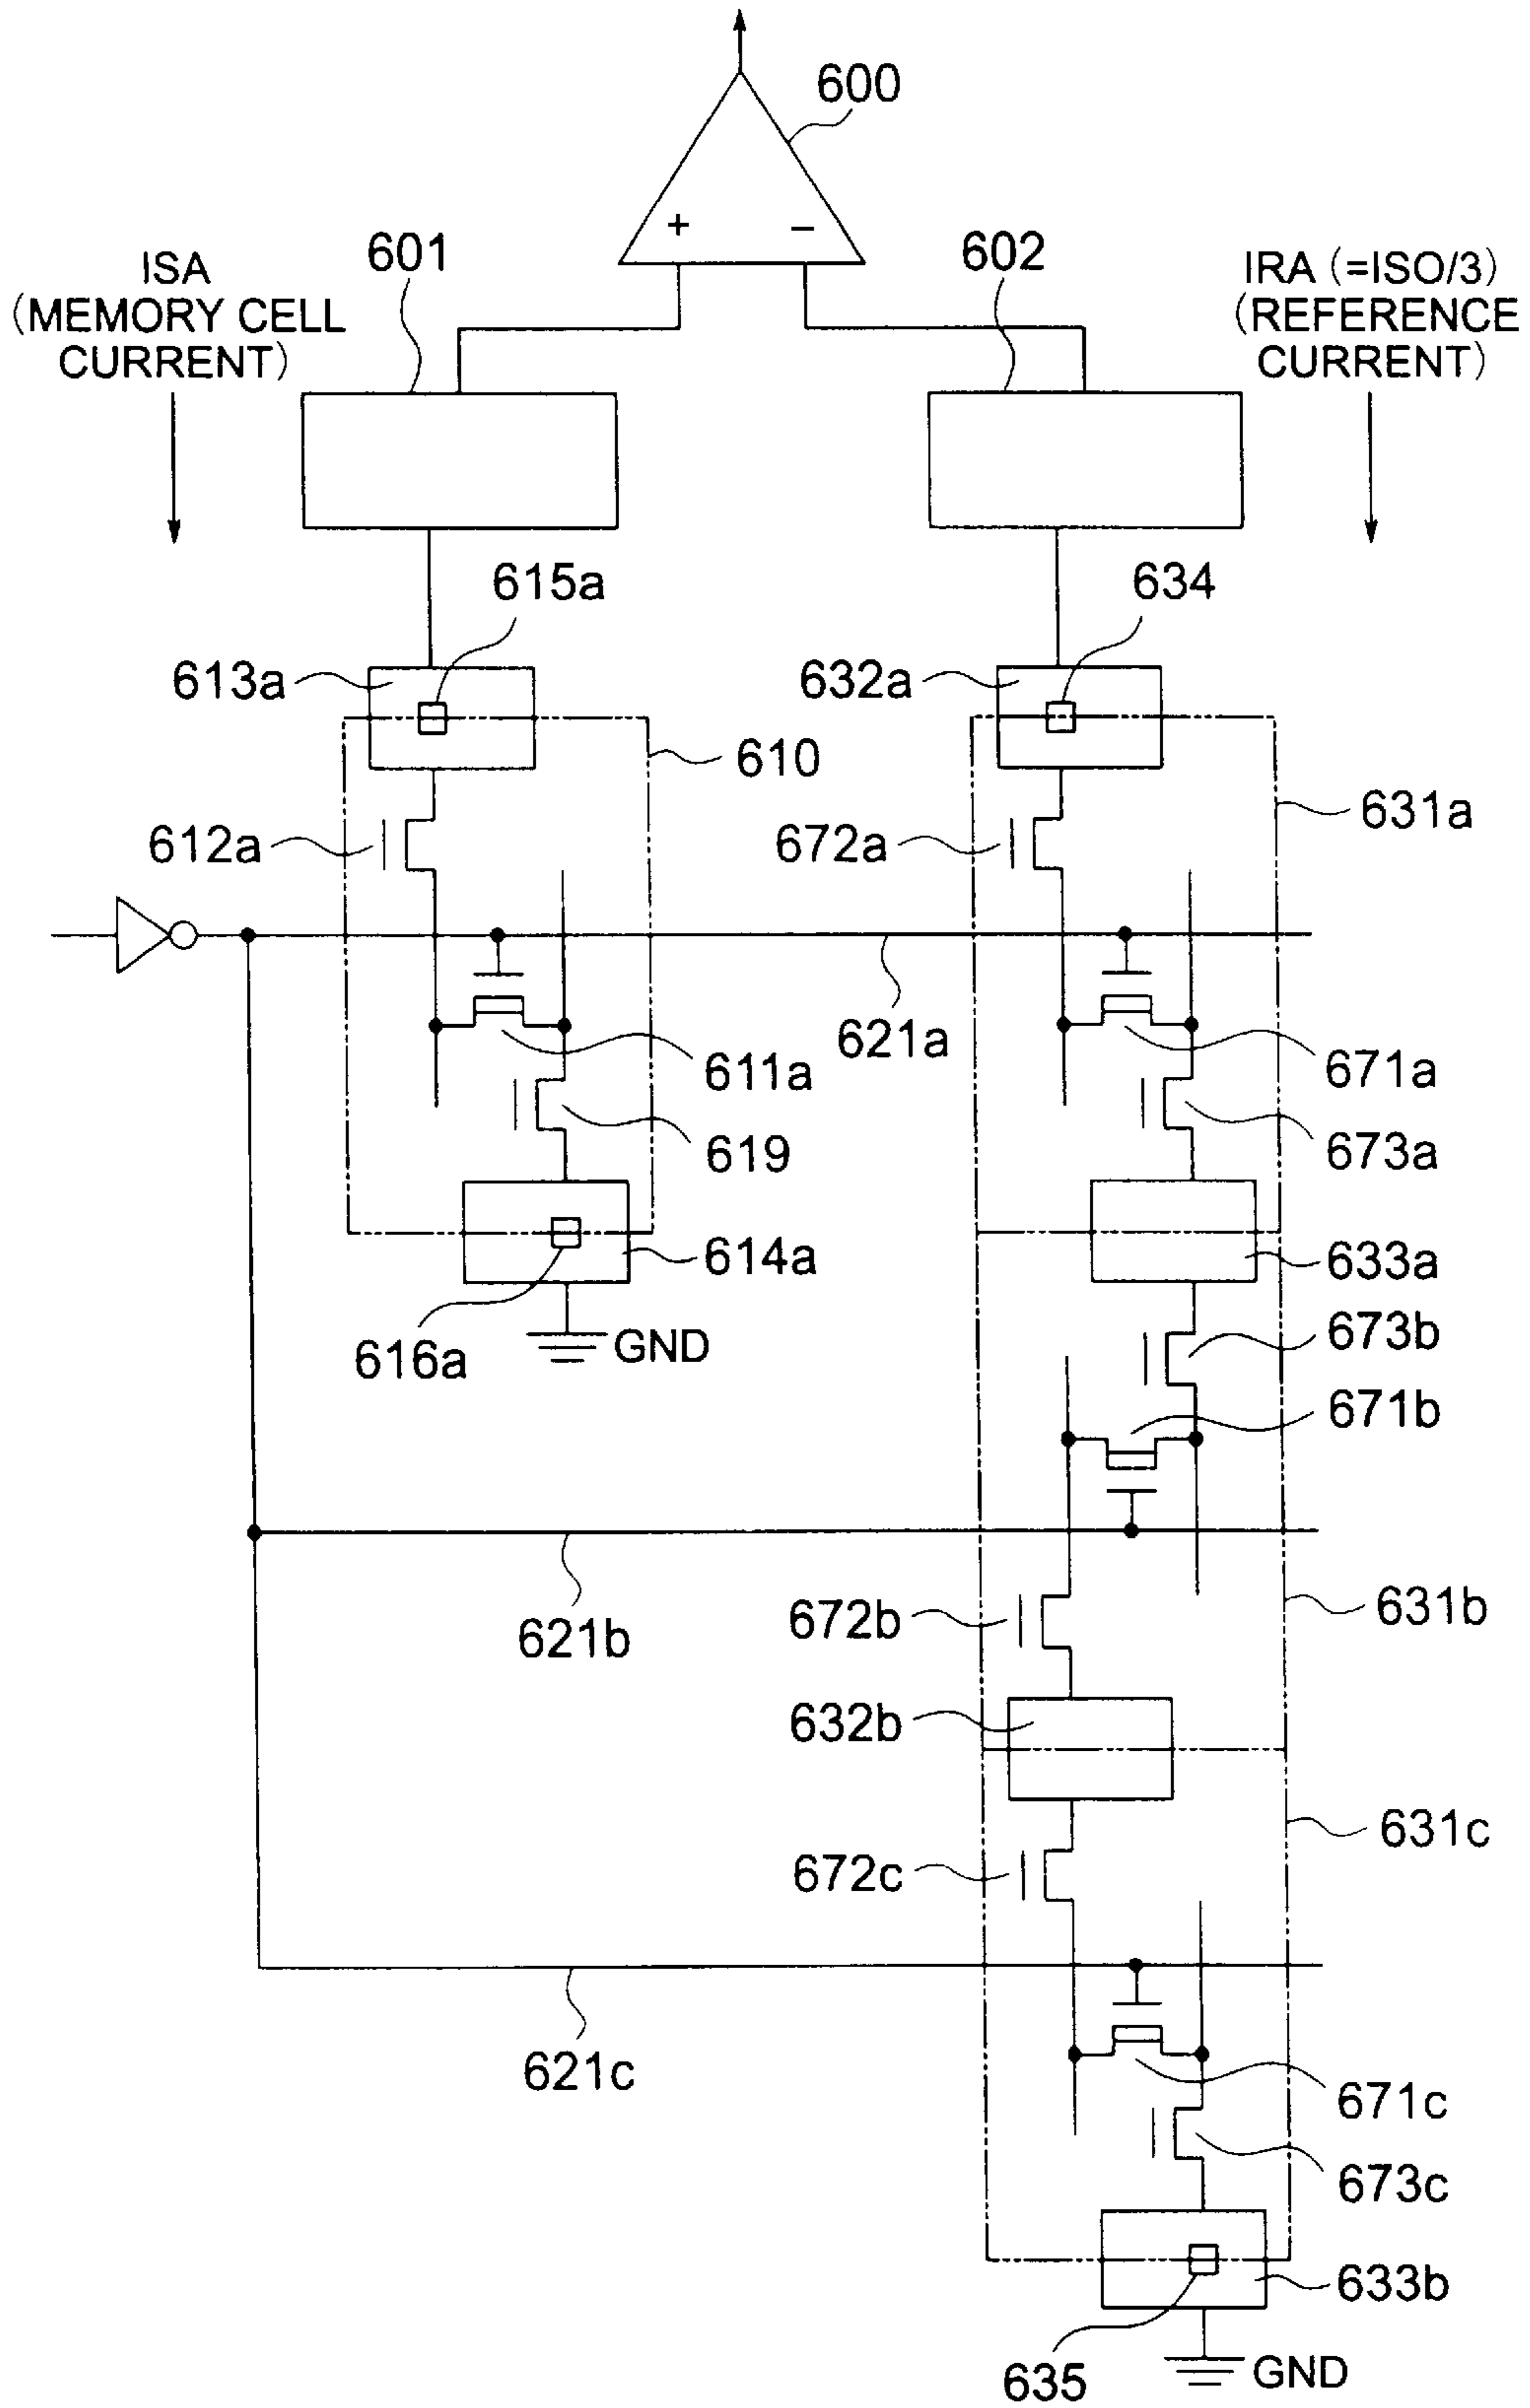 600
+ −
601
602
ISA
(MEMORY CELL
CURRENT)
IRA (=ISO/3)
(REFERENCE
CURRENT)
615a
634
613a
632a
610
631a
612a
672a
621a
611a
671a
619
673a
614a
633a
616a
GND
673b
671b
621b
672b
631b
632b
631c
672c
621c
671c
673c
633b
635
GND